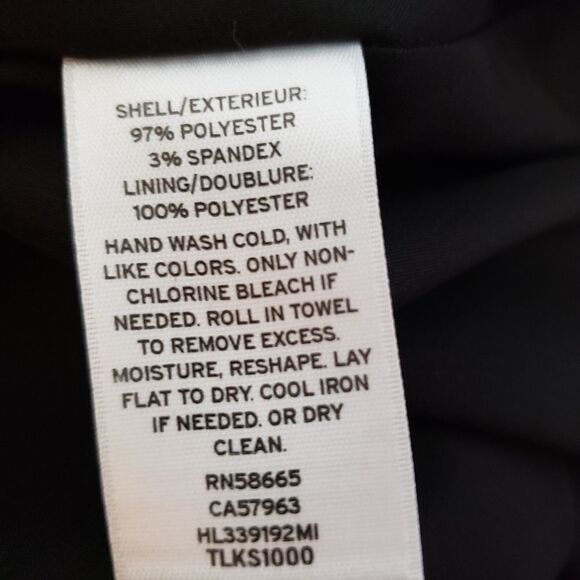 SHELL/EXTERIEUR:
97% POLYESTER
3% SPANDEX
LINING/DOUBLURE:
100% POLYESTER
HAND WASH COLD, WITH
LIKE COLORS. ONLY NON-
CHLORINE BLEACH IF
NEEDED. ROLL IN TOWEL
TO REMOVE EXCESS.
MOISTURE, RESHAPE. LAY
FLAT TO DRY. COOL IRON
IF NEEDED. OR DRY
CLEAN.
RN58665
CA57963
HL339192MI
TLKS1000